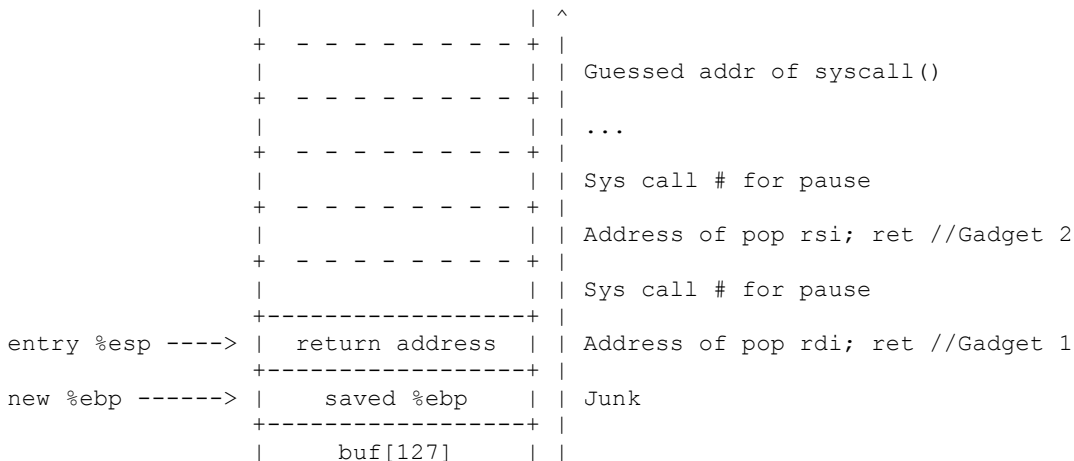 |                  | ^
                    +  - - - - - - - - + |
                    |                  | | Guessed addr of syscall()
                    +  - - - - - - - - + |
                    |                  | | ...
                    +  - - - - - - - - + |
                    |                  | | Sys call # for pause
                    +  - - - - - - - - + |
                    |                  | | Address of pop rsi; ret //Gadget 2
                    +  - - - - - - - - + |
                    |                  | | Sys call # for pause
                    +------------------+ |
entry %esp ---->    |  return address  | | Address of pop rdi; ret //Gadget 1
                    +------------------+ |
new %ebp ------>    |    saved %ebp    | | Junk
                    +------------------+ |
                    |     buf[127]     | |